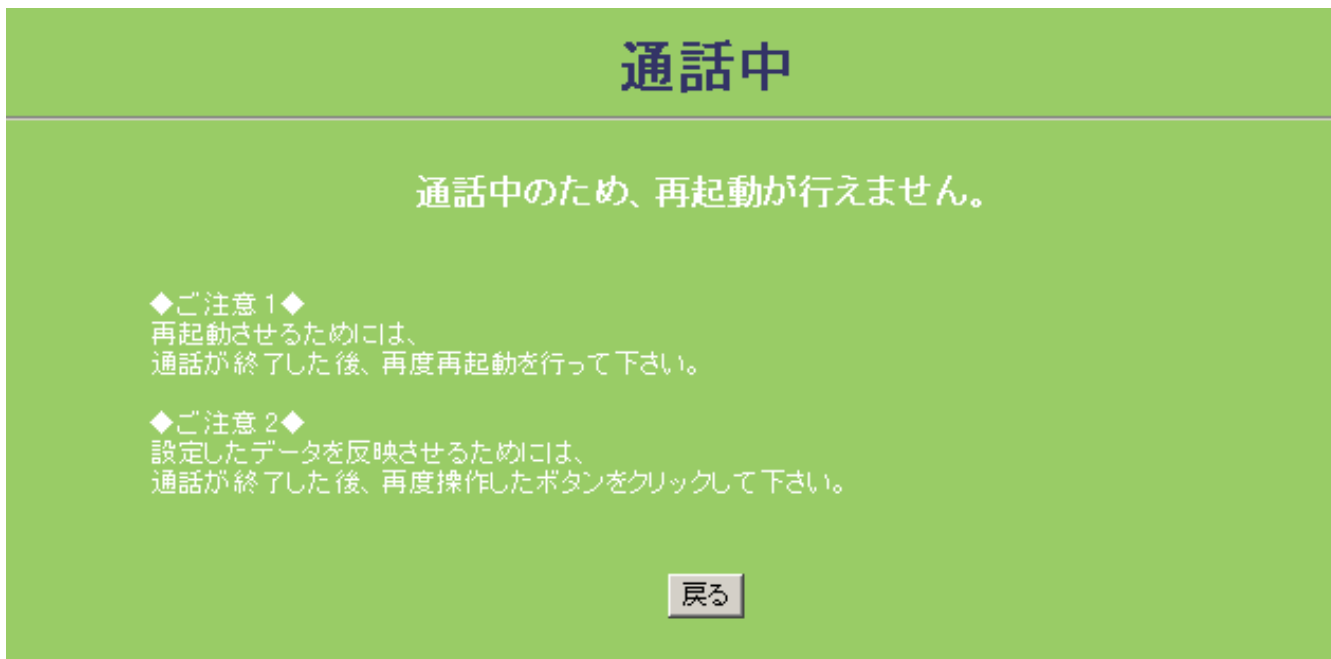 通話中
通話中のため、再起動が行えません。
◆ご注意1◆
再起動させるためには、
通話が終了した後、再度再起動を行って下さい。
◆ご注意2◆
設定したデータを反映させるためには、
通話が終了した後、再度操作したボタンをクリックして下さい。
戻る